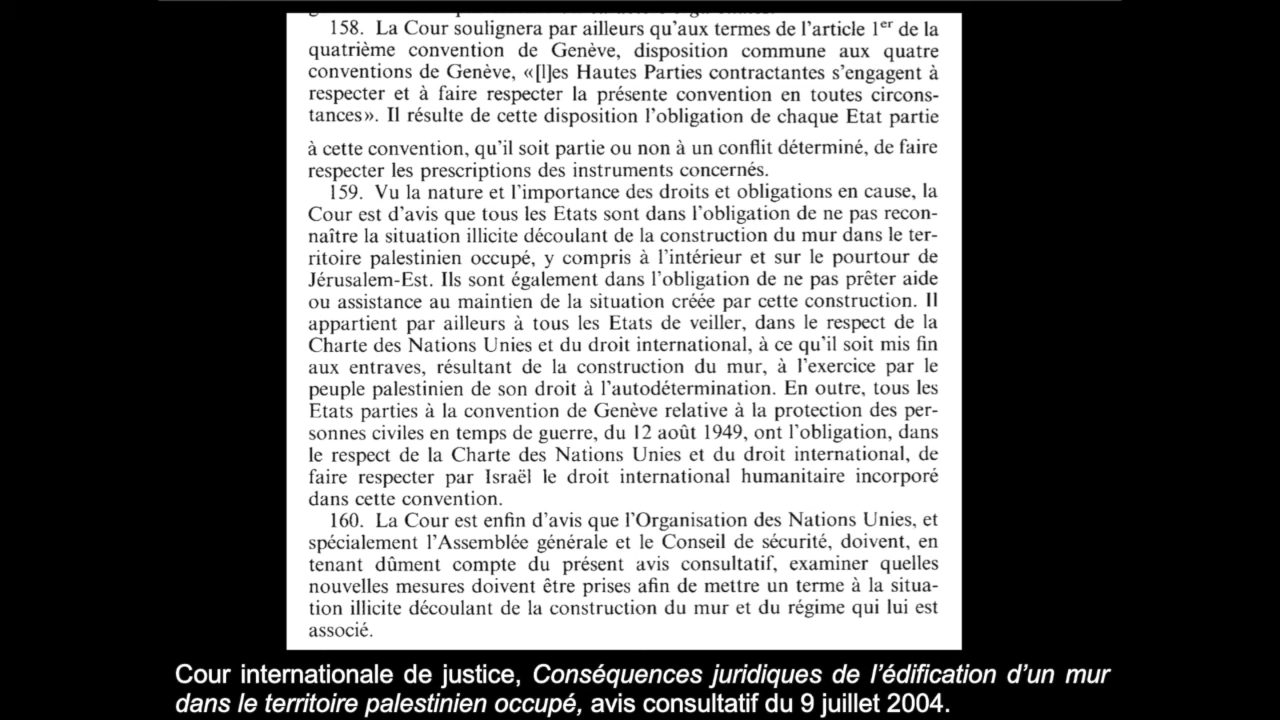 158. La Cour soulignera par ailleurs qu'aux termes de l'article 1er de la
quatrième convention de Genève, disposition commune aux quatre
conventions de Genève, «[l]es Hautes Parties contractantes s'engagent à
respecter et à faire respecter la présente convention en toutes circons-
tances». Il résulte de cette disposition l'obligation de chaque Etat partie
à cette convention, qu'il soit partie ou non à un conflit déterminé, de faire
respecter les prescriptions des instruments concernés.
159. Vu la nature et l'importance des droits et obligations en cause, la
Cour est d'avis que tous les Etats sont dans l'obligation de ne pas recon-
naître la situation illicite découlant de la construction du mur dans le ter-
ritoire palestinien occupé, y compris à l'intérieur et sur le pourtour de
Jérusalem-Est. Ils sont également dans l'obligation de ne pas prêter aide
ou assistance au maintien de la situation créée par cette construction. Il
appartient par ailleurs à tous les Etats de veiller, dans le respect de la
Charte des Nations Unies et du droit international, à ce qu'il soit mis fin
aux entraves, résultant de la construction du mur, à l'exercice par le
peuple palestinien de son droit à l'autodétermination. En outre, tous les
Etats parties à la convention de Genève relative à la protection des per-
sonnes civiles en temps de guerre, du 12 août 1949, ont l'obligation, dans
le respect de la Charte des Nations Unies et du droit international, de
faire respecter par Israël le droit international humanitaire incorporé
dans cette convention.
160. La Cour est enfin d'avis que l'Organisation des Nations Unies, et
spécialement l'Assemblée générale et le Conseil de sécurité, doivent, en
tenant dûment compte du présent avis consultatif, examiner quelles
nouvelles mesures doivent être prises afin de mettre un terme à la situa-
tion illicite découlant de la construction du mur et du régime qui lui est
associé.
Cour internationale de justice, Conséquences juridiques de l'édification d'un mur
dans le territoire palestinien occupé, avis consultatif du 9 juillet 2004.